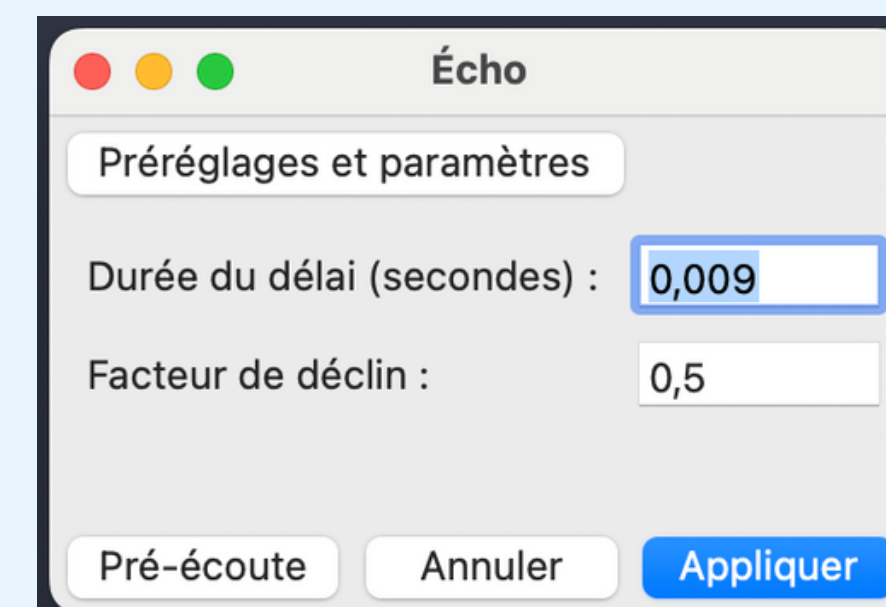 Écho
Préréglages et paramètres
Durée du délai (secondes) : 0,009
Facteur de déclin : 0,5
Pré-écoute Annuler Appliquer